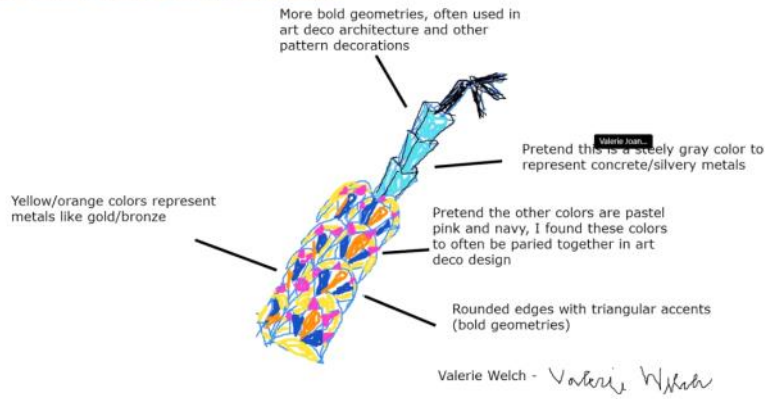 More bold geometries, often used in
art deco architecture and other
pattern decorations
Valerie Joan...
Pretend this is a steely gray color to
represent concrete/silvery metals
Yellow/orange colors represent
metals like gold/bronze
Pretend the other colors are pastel
pink and navy, I found these colors
to often be paried together in art
deco design
Rounded edges with triangular accents
(bold geometries)
Valerie Welch - Valerie Welch